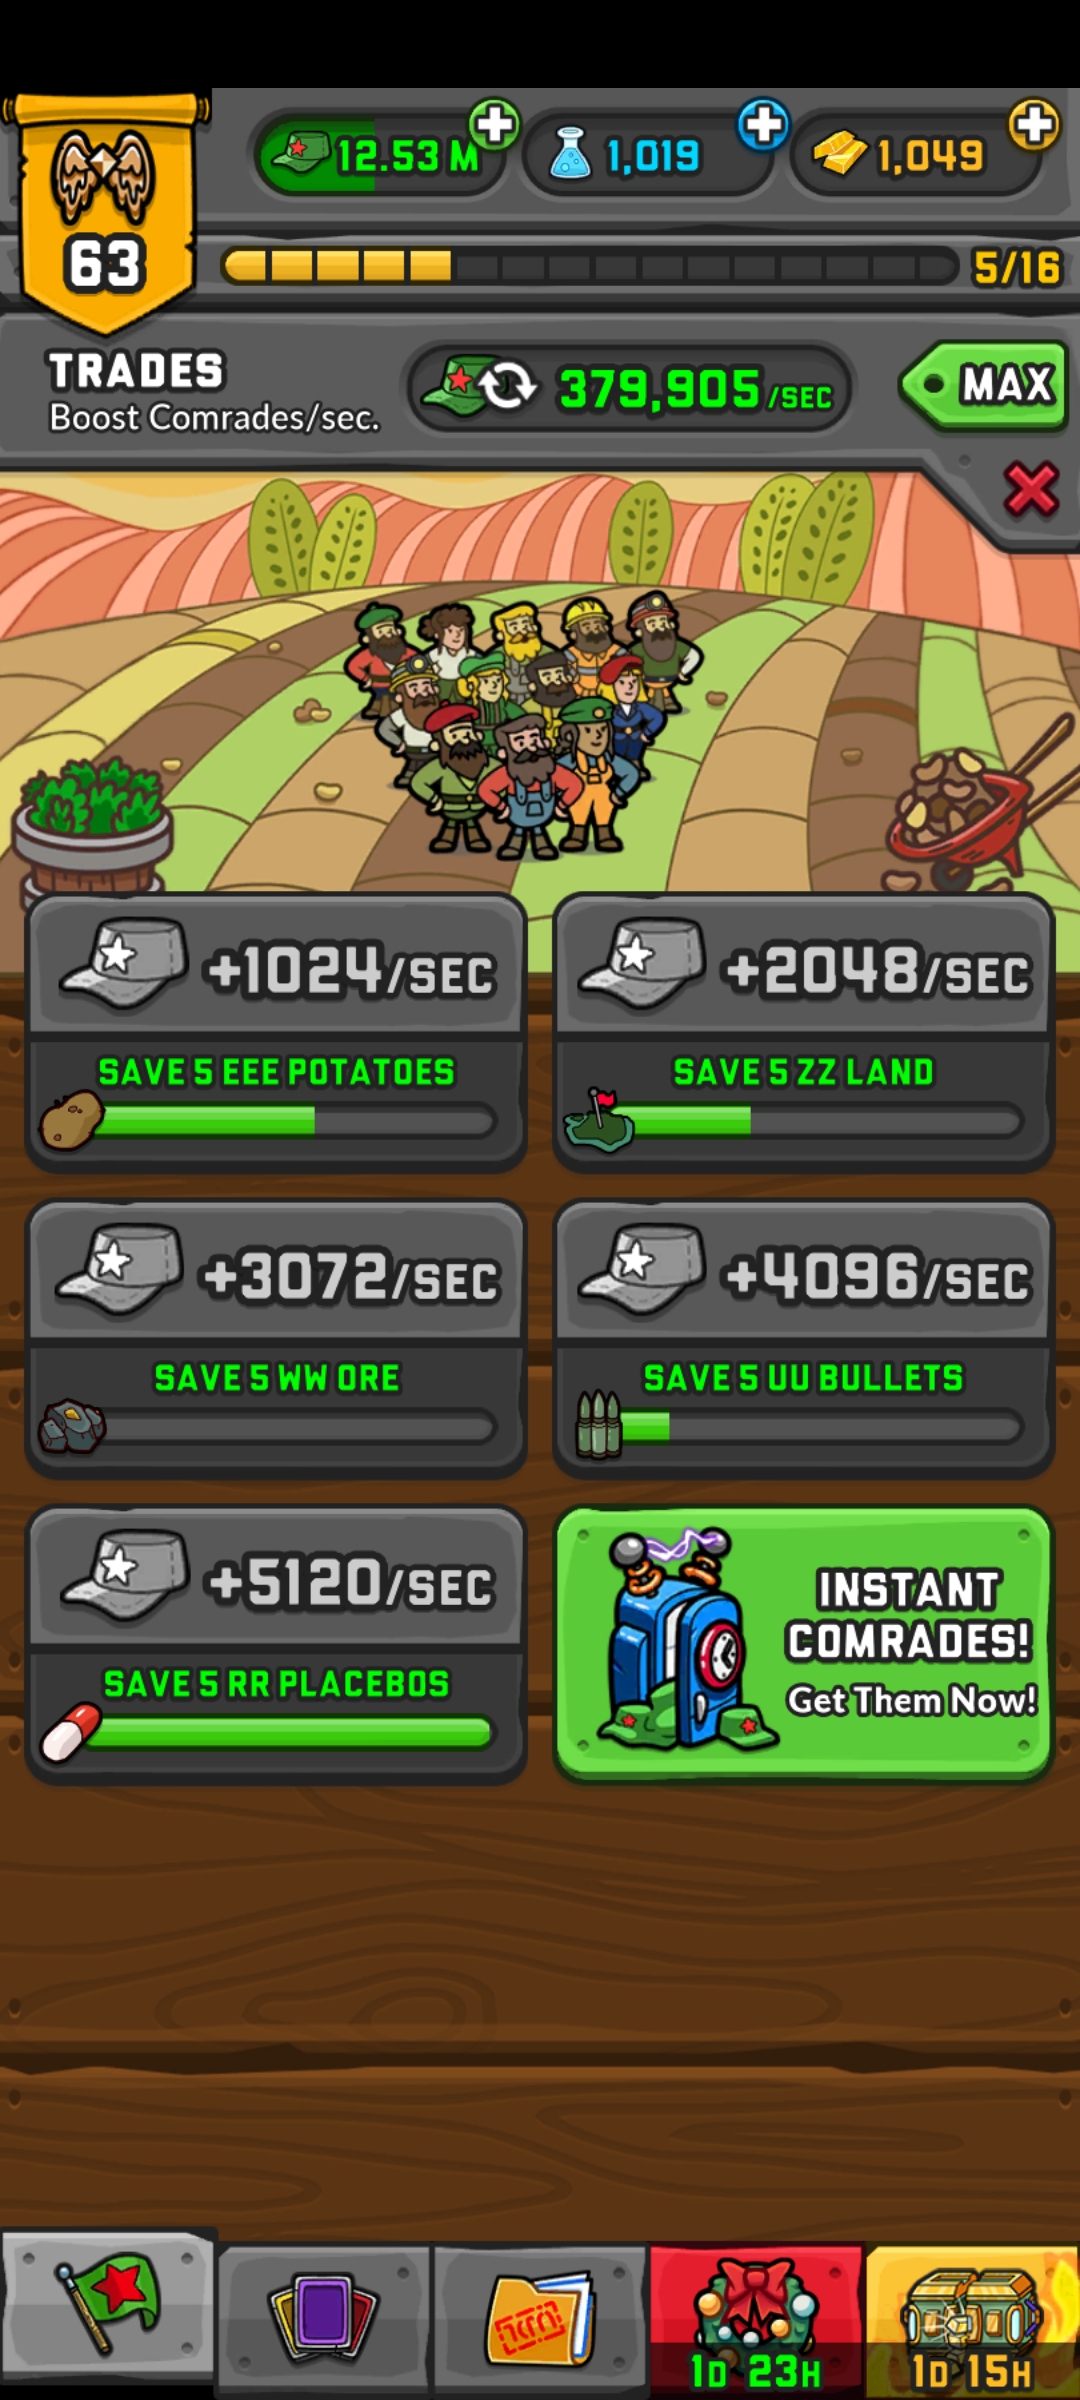 12.53 M
1,019
1,049
63
5/16
TRADES
Boost Comrades/sec.
379,905/SEC
MAX
+1024/SEC
+2048/SEC
SAVE 5 EEE POTATOES
SAVE 5 ZZ LAND
+3072/SEC
+4096/SEC
SAVE 5 WW ORE
SAVE 5 UU BULLETS
+5120/SEC
SAVE 5 RR PLACEBOS
INSTANT
COMRADES!
Get Them Now!
1D 23H
1D 15H